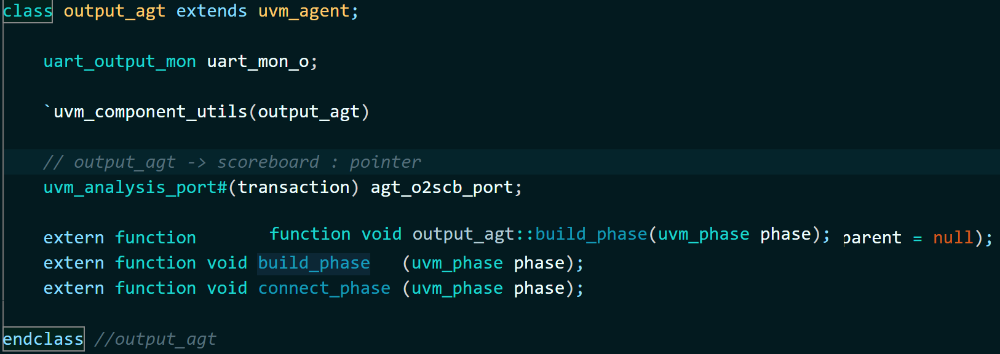 class output_agt extends uvm_agent;
uart_output_mon uart_mon_o;
`uvm_component_utils(output_agt)
// output_agt -> scoreboard : pointer
uvm_analysis_port#(transaction) agt_o2scb_port;
extern function function void output_agt::build_phase(uvm_phase phase); parent = null);
extern function void build_phase (uvm_phase phase);
extern function void connect_phase (uvm_phase phase);
endclass //output_agt